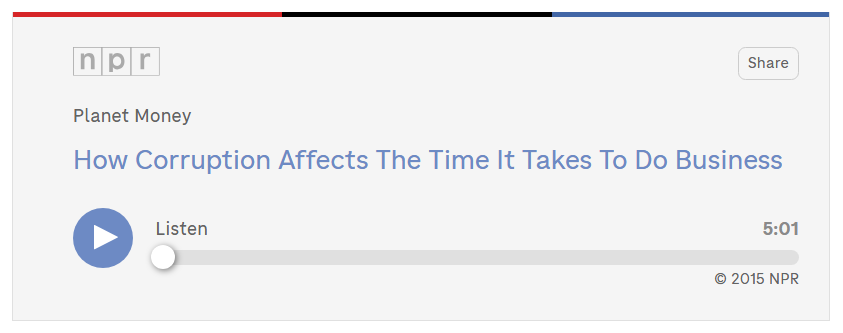 npr
Share
Planet Money
How Corruption Affects The Time It Takes To Do Business
Listen
5:01
© 2015 NPR